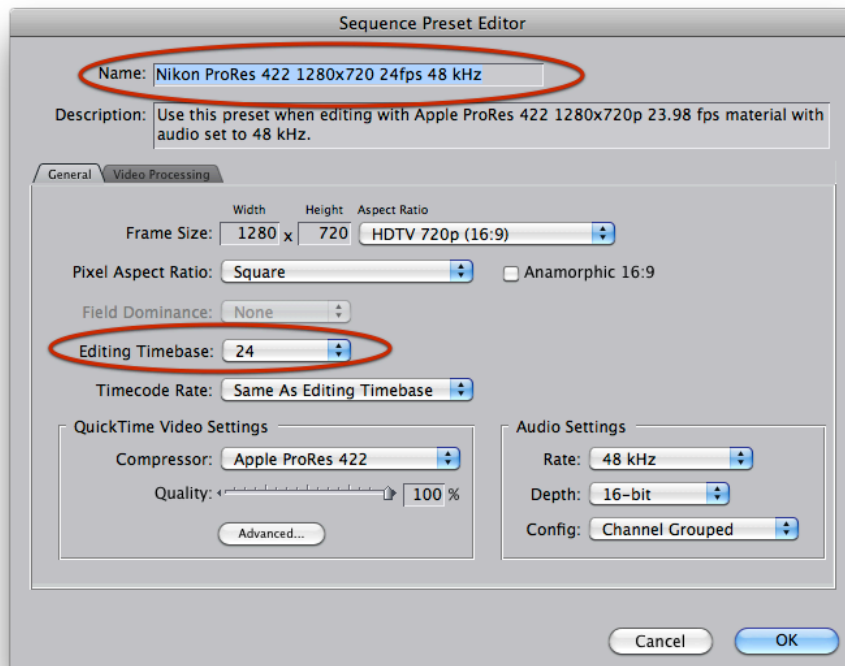 Sequence Preset Editor
Name: Nikon ProRes 422 1280x720 24fps 48 kHz
Description: Use this preset when editing with Apple ProRes 422 1280x720p 23.98 fps material with
audio set to 48 kHz.
General Video Processing
Width Height Aspect Ratio
Frame Size: 1280 x 720 HDTV 720p (16:9)
Pixel Aspect Ratio: Square Anamorphic 16:9
Field Dominance: None
Editing Timebase: 24
Timecode Rate: Same As Editing Timebase
QuickTime Video Settings Audio Settings
Compressor: Apple ProRes 422 Rate: 48 kHz
Quality: 100 % Depth: 16-bit
Advanced... Config: Channel Grouped
Cancel OK